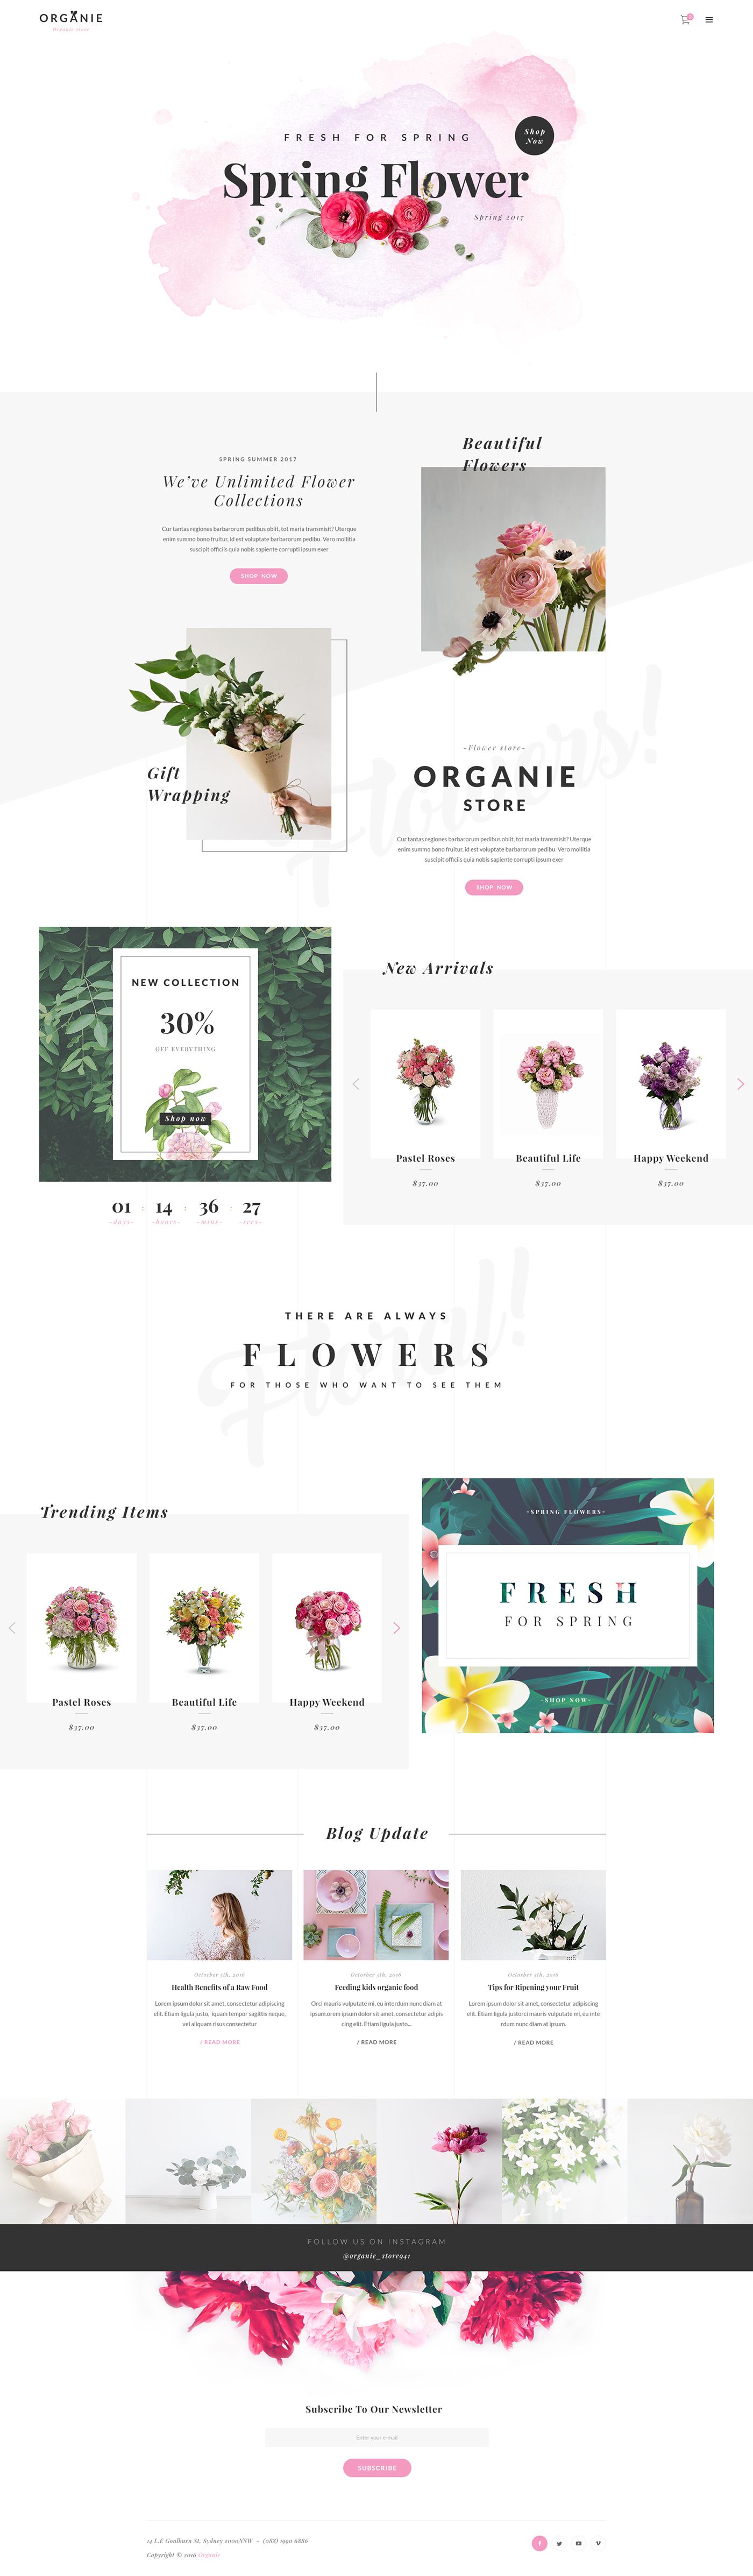 ORGANIE
Organie store
FRESH FOR SPRING
Shop
Now
Spring Flower
Spring 2017
Beautiful
Flowers
SPRING SUMMER 2017
We've Unlimited Flower
Collections
Cur tantas regiones barbarorum pedibus obiit, tot maria transmisit? Uterque
enim summo bono fruitur, id est voluptate barbarorum pedibu. Vero mollitia
suscipit officiis quia nobis sapiente corrupti ipsum exer
SHOP NOW
Gift
Wrapping
Flowers!
-Flower store-
ORGANIE
STORE
Cur tantas regiones barbarorum pedibus obiit, tot maria transmisit? Uterque
enim summo bono fruitur, id est voluptate barbarorum pedibu. Vero mollitia
suscipit officiis quia nobis sapiente corrupti ipsum exer
SHOP NOW
NEW COLLECTION
30%
OFF EVERYTHING
Shop now
01 : 14 : 36 : 27
-days- -hours- -mins- -secs-
New Arrivals
Pastel Roses
$37.00
Beautiful Life
$37.00
Happy Weekend
$37.00
Floral!
THERE ARE ALWAYS
FLOWERS
FOR THOSE WHO WANT TO SEE THEM
Trending Items
Pastel Roses
$37.00
Beautiful Life
$37.00
Happy Weekend
$37.00
-SPRING FLOWERS-
FRESH
FOR SPRING
-SHOP NOW-
Blog Update
Octorber 5th, 2016
Health Benefits of a Raw Food
Lorem ipsum dolor sit amet, consectetur adipiscing
elit. Etiam ligula justo, ipsum tempor sagittis neque,
vel aliquam risus consectetur
/ READ MORE
Octorber 5th, 2016
Feeding kids organic food
Orci mauris vulputate mi, eu interdum nunc diam at
ipsum.orem ipsum dolor sit amet, consectetur adipis
cing elit. Etiam ligula justo...
/ READ MORE
Octorber 5th, 2016
Tips for Ripening your Fruit
Lorem ipsum dolor sit amet, consectetur adipiscing
elit. Etiam ligula justorci mauris vulputate mi, eu inte
rdum nunc diam at ipsum.
/ READ MORE
FOLLOW US ON INSTAGRAM
@organie_store941
Subscribe To Our Newsletter
Enter your e-mail
SUBSCRIBE
14 L.E Goulburn St, Sydney 2000NSW - (088) 1990 6886
Copyright © 2016 Organie